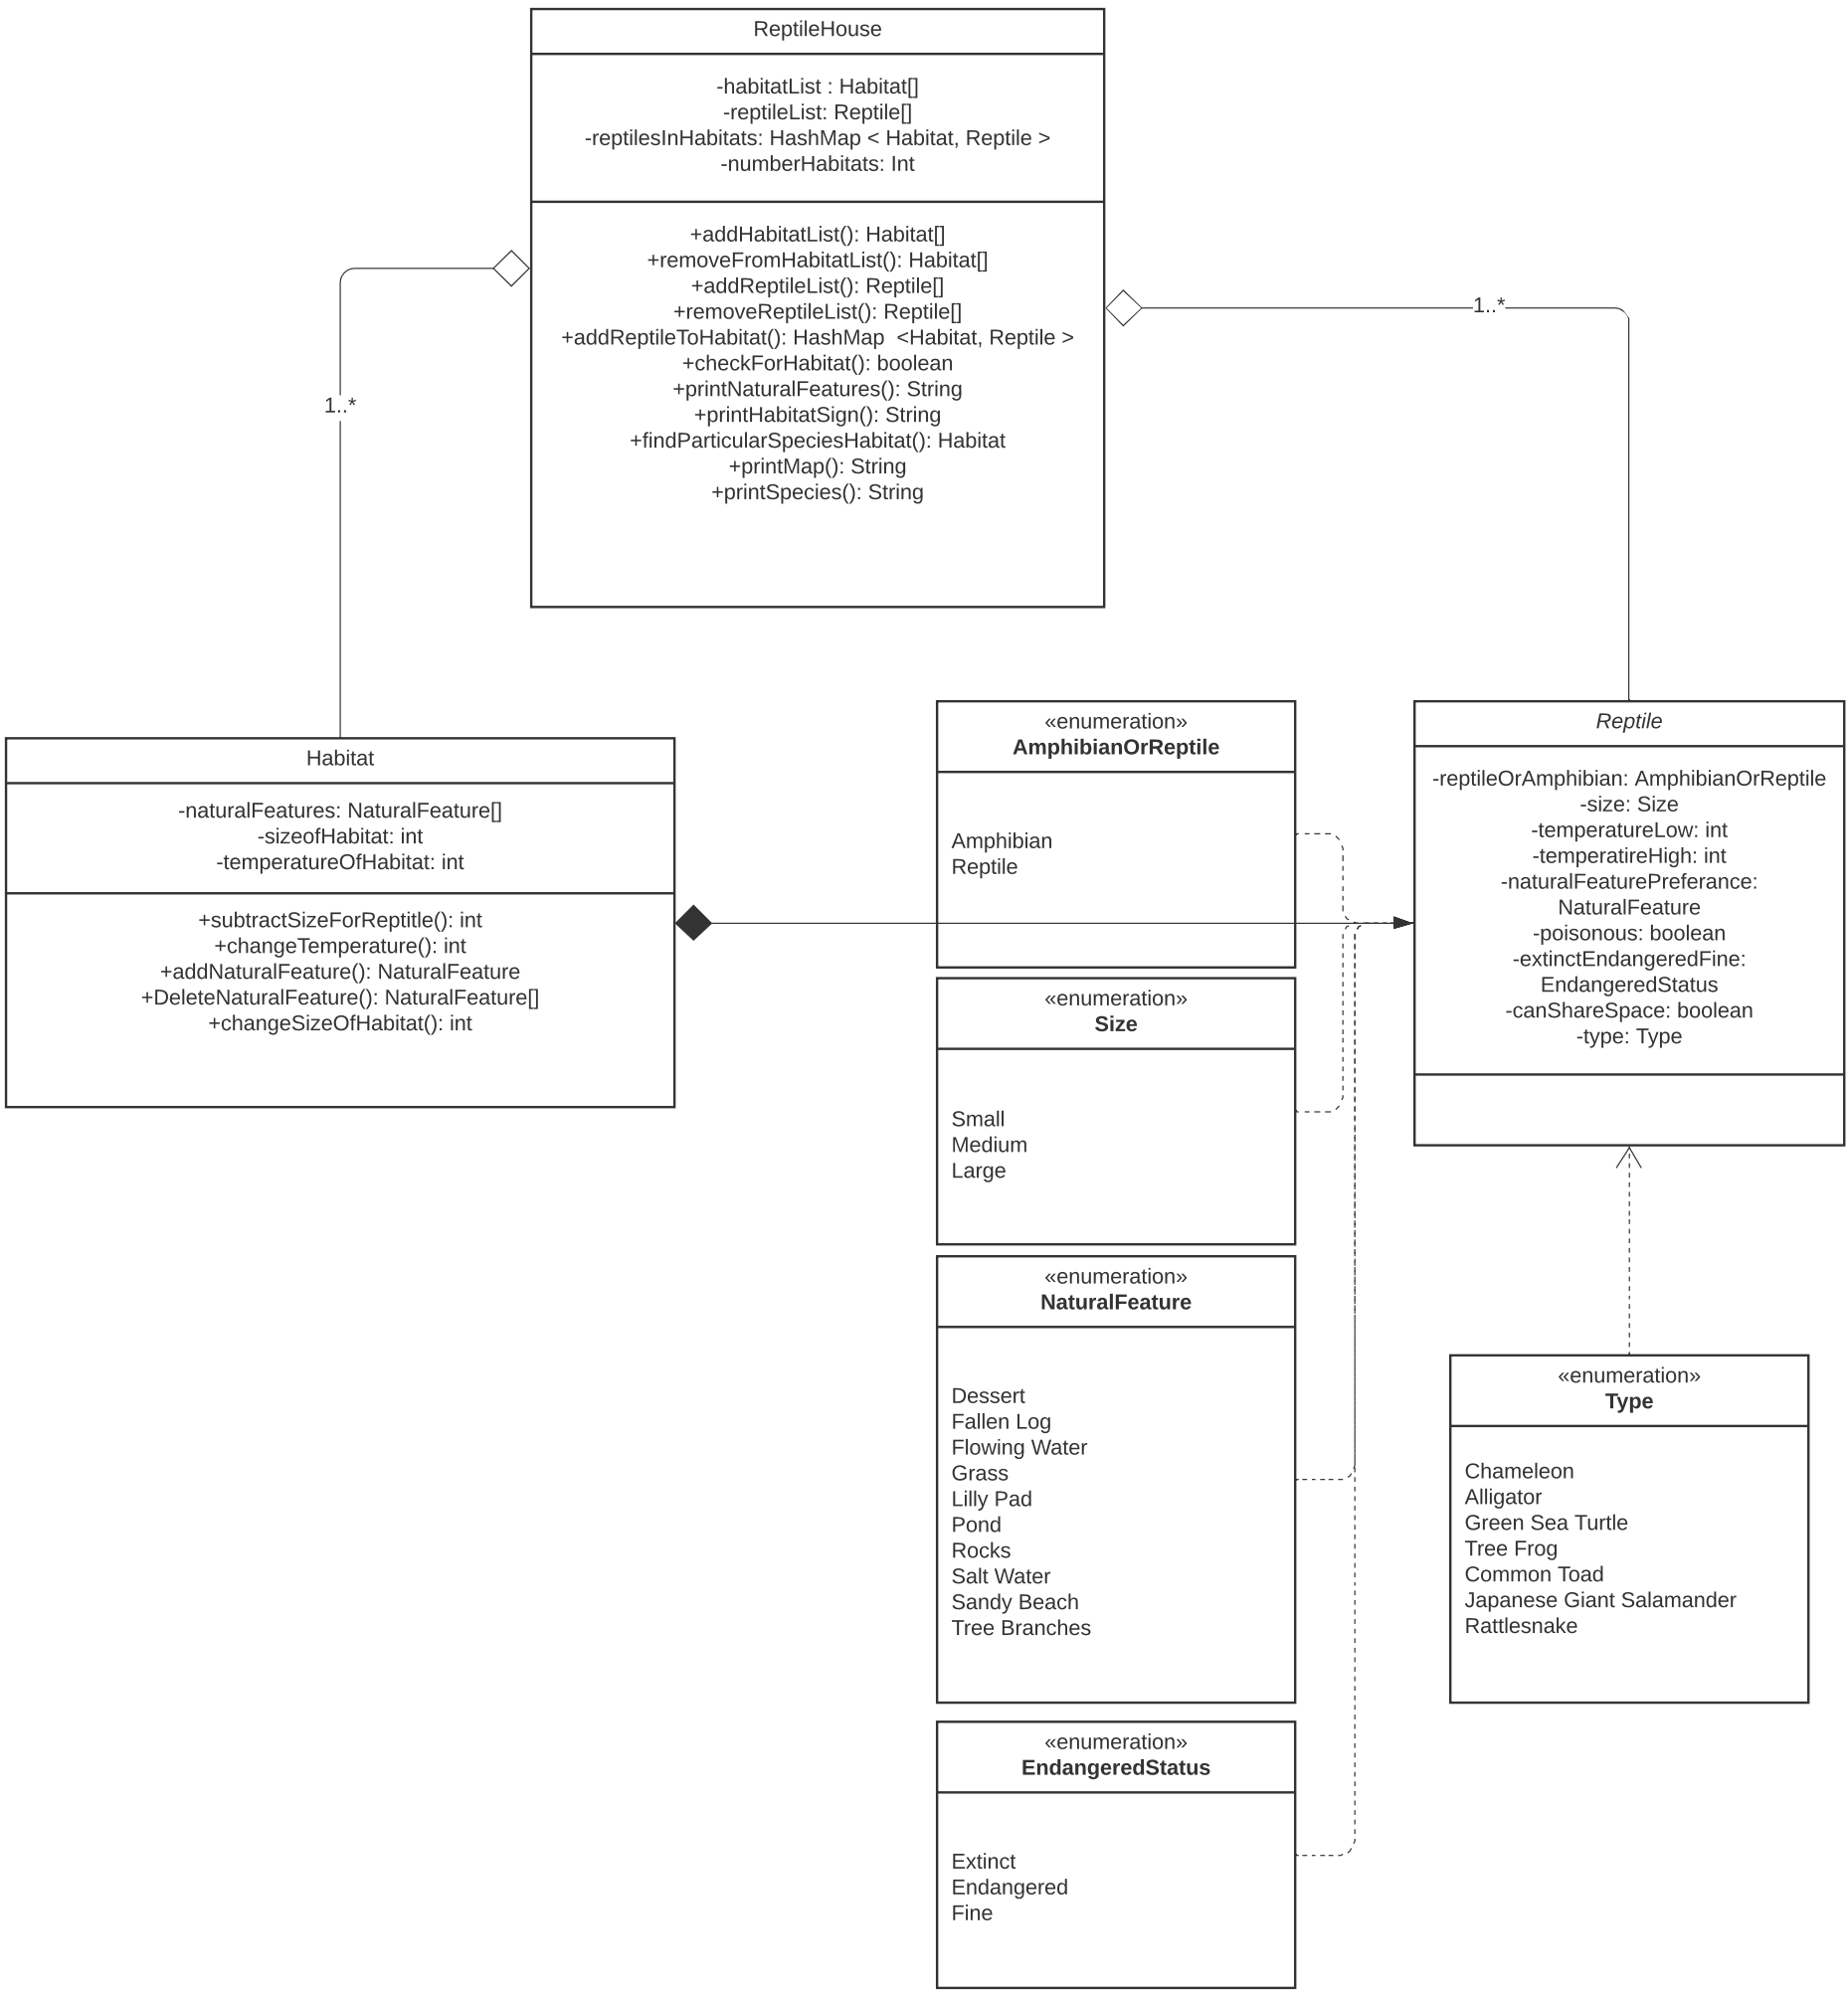 ReptileHouse
-habitatList : Habitat[]
-reptileList: Reptile[]
-reptilesInHabitats: HashMap < Habitat, Reptile >
-numberHabitats: Int
+addHabitatList(): Habitat[]
+removeFromHabitatList(): Habitat[]
+addReptileList(): Reptile[]
+removeReptileList(): Reptile[]
+addReptileToHabitat(): HashMap  <Habitat, Reptile >
+checkForHabitat(): boolean
+printNaturalFeatures(): String
+printHabitatSign(): String
+findParticularSpeciesHabitat(): Habitat
+printMap(): String
+printSpecies(): String
1..*
1..*
Habitat
-naturalFeatures: NaturalFeature[]
-sizeofHabitat: int
-temperatureOfHabitat: int
+subtractSizeForReptitle(): int
+changeTemperature(): int
+addNaturalFeature(): NaturalFeature
+DeleteNaturalFeature(): NaturalFeature[]
+changeSizeOfHabitat(): int
«enumeration»
AmphibianOrReptile
Amphibian
Reptile
«enumeration»
Size
Small
Medium
Large
«enumeration»
NaturalFeature
Dessert
Fallen Log
Flowing Water
Grass
Lilly Pad
Pond
Rocks
Salt Water
Sandy Beach
Tree Branches
«enumeration»
EndangeredStatus
Extinct
Endangered
Fine
Reptile
-reptileOrAmphibian: AmphibianOrReptile
-size: Size
-temperatureLow: int
-temperatireHigh: int
-naturalFeaturePreferance:
NaturalFeature
-poisonous: boolean
-extinctEndangeredFine:
EndangeredStatus
-canShareSpace: boolean
-type: Type
«enumeration»
Type
Chameleon
Alligator
Green Sea Turtle
Tree Frog
Common Toad
Japanese Giant Salamander
Rattlesnake